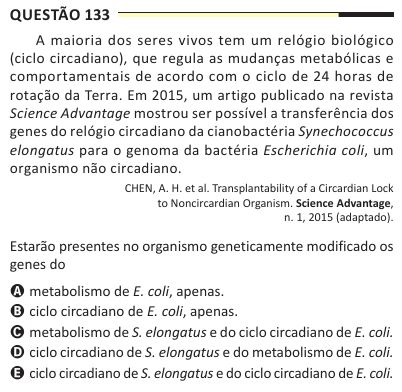 QUESTÃO 133
A maioria dos seres vivos tem um relógio biológico
(ciclo circadiano), que regula as mudanças metabólicas e
comportamentais de acordo com o ciclo de 24 horas de
rotação da Terra. Em 2015, um artigo publicado na revista
Science Advantage mostrou ser possível a transferência dos
genes do relógio circadiano da cianobactéria Synechococcus
elongatus para o genoma da bactéria Escherichia coli, um
organismo não circadiano.
CHEN, A. H. et al. Transplantability of a Circardian Lock
to Noncircardian Organism. Science Advantage,
n. 1, 2015 (adaptado).
Estarão presentes no organismo geneticamente modificado os
genes do
A metabolismo de E. coli, apenas.
B ciclo circadiano de E. coli, apenas.
C metabolismo de S. elongatus e do ciclo circadiano de E. coli.
D ciclo circadiano de S. elongatus e do metabolismo de E. coli.
E ciclo circadiano de S. elongatus e do ciclo circadiano de E. coli.